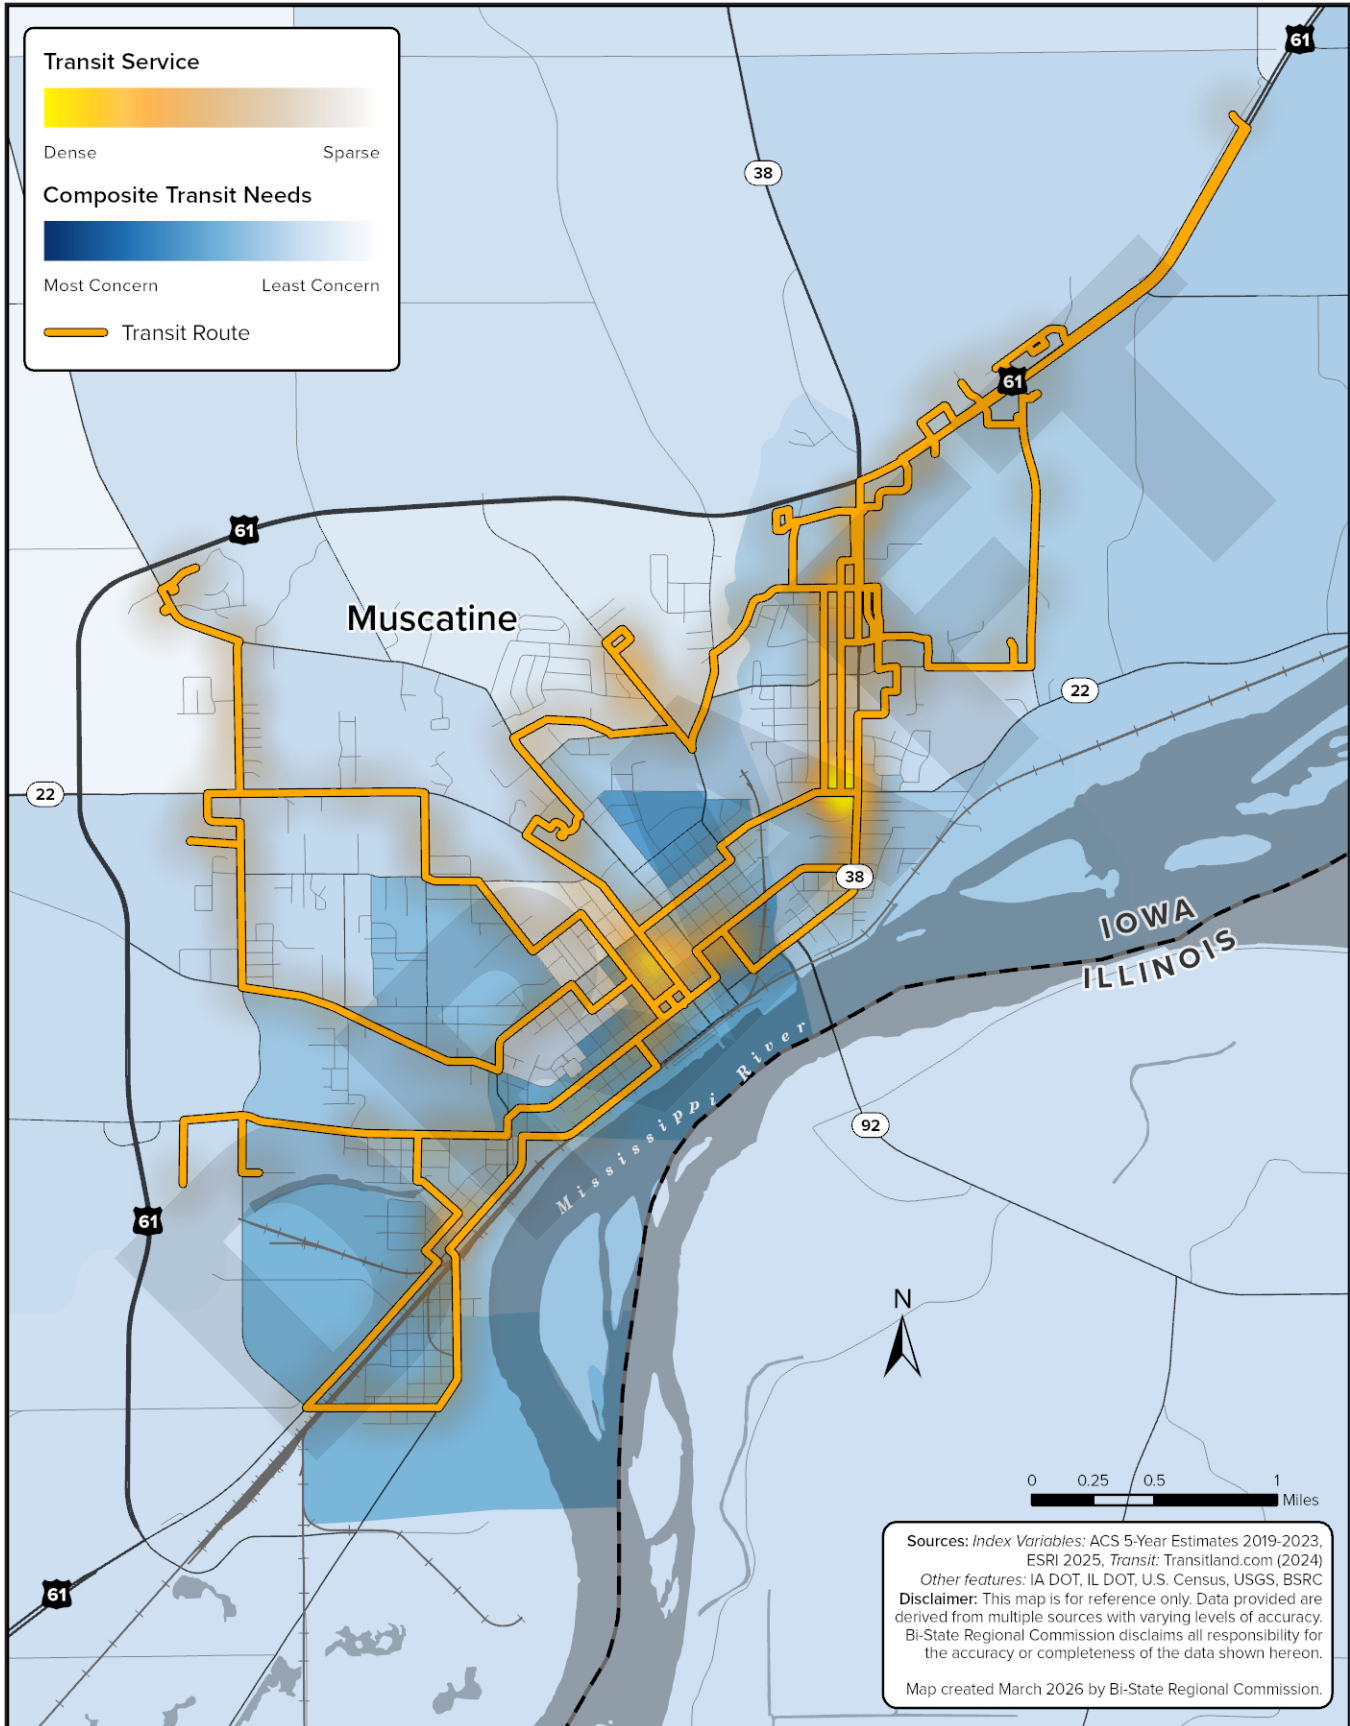 Transit Service
Dense Sparse
Composite Transit Needs
Most Concern Least Concern
Transit Route
61
38
61
61
Muscatine
22
22
38
IOWA
ILLINOIS
Mississippi River
92
61
N
0 0.25 0.5 1
Miles
61
Sources: Index Variables: ACS 5-Year Estimates 2019-2023,
ESRI 2025, Transit: Transitland.com (2024)
Other features: IA DOT, IL DOT, U.S. Census, USGS, BSRC
Disclaimer: This map is for reference only. Data provided are
derived from multiple sources with varying levels of accuracy.
Bi-State Regional Commission disclaims all responsibility for
the accuracy or completeness of the data shown hereon.
Map created March 2026 by Bi-State Regional Commission.
DRAFT